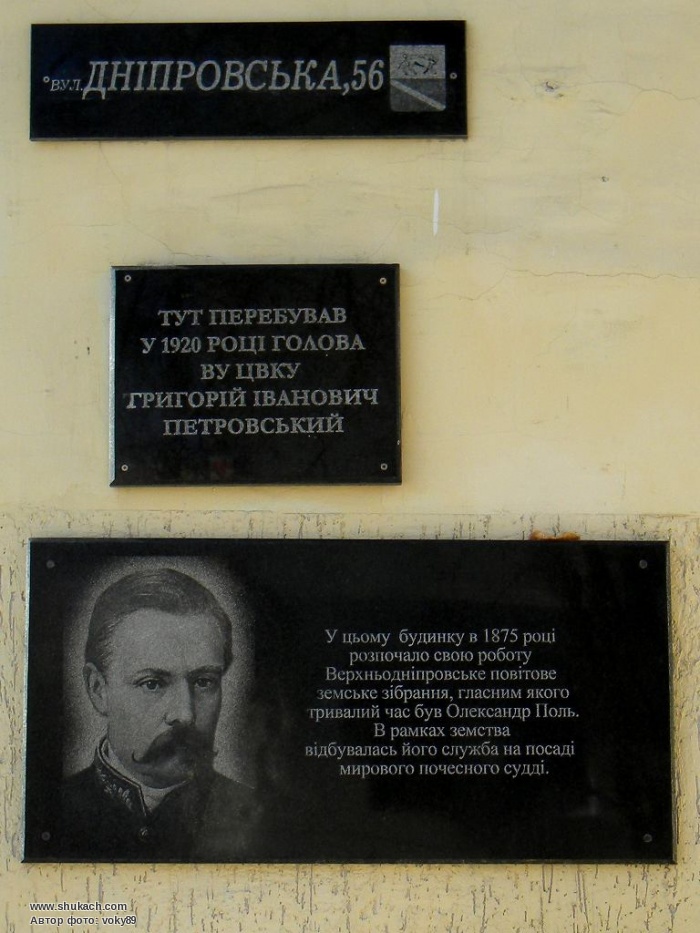 ВУЛ.ДНІПРОВСЬКА,56
ТУТ ПЕРЕБУВАВ
У 1920 РОЦІ ГОЛОВА
ВУ ЦВКУ
ГРИГОРІЙ ІВАНОВИЧ
ПЕТРОВСЬКИЙ
У цьому будинку в 1875 році
розпочало свою роботу
Верхньодніпровське повітове
земське зібрання, гласним якого
тривалий час був Олександр Поль.
В рамках земства
відбувалась його служба на посаді
мирового почесного судді.
www.shukach.com
Автор фото: voky89